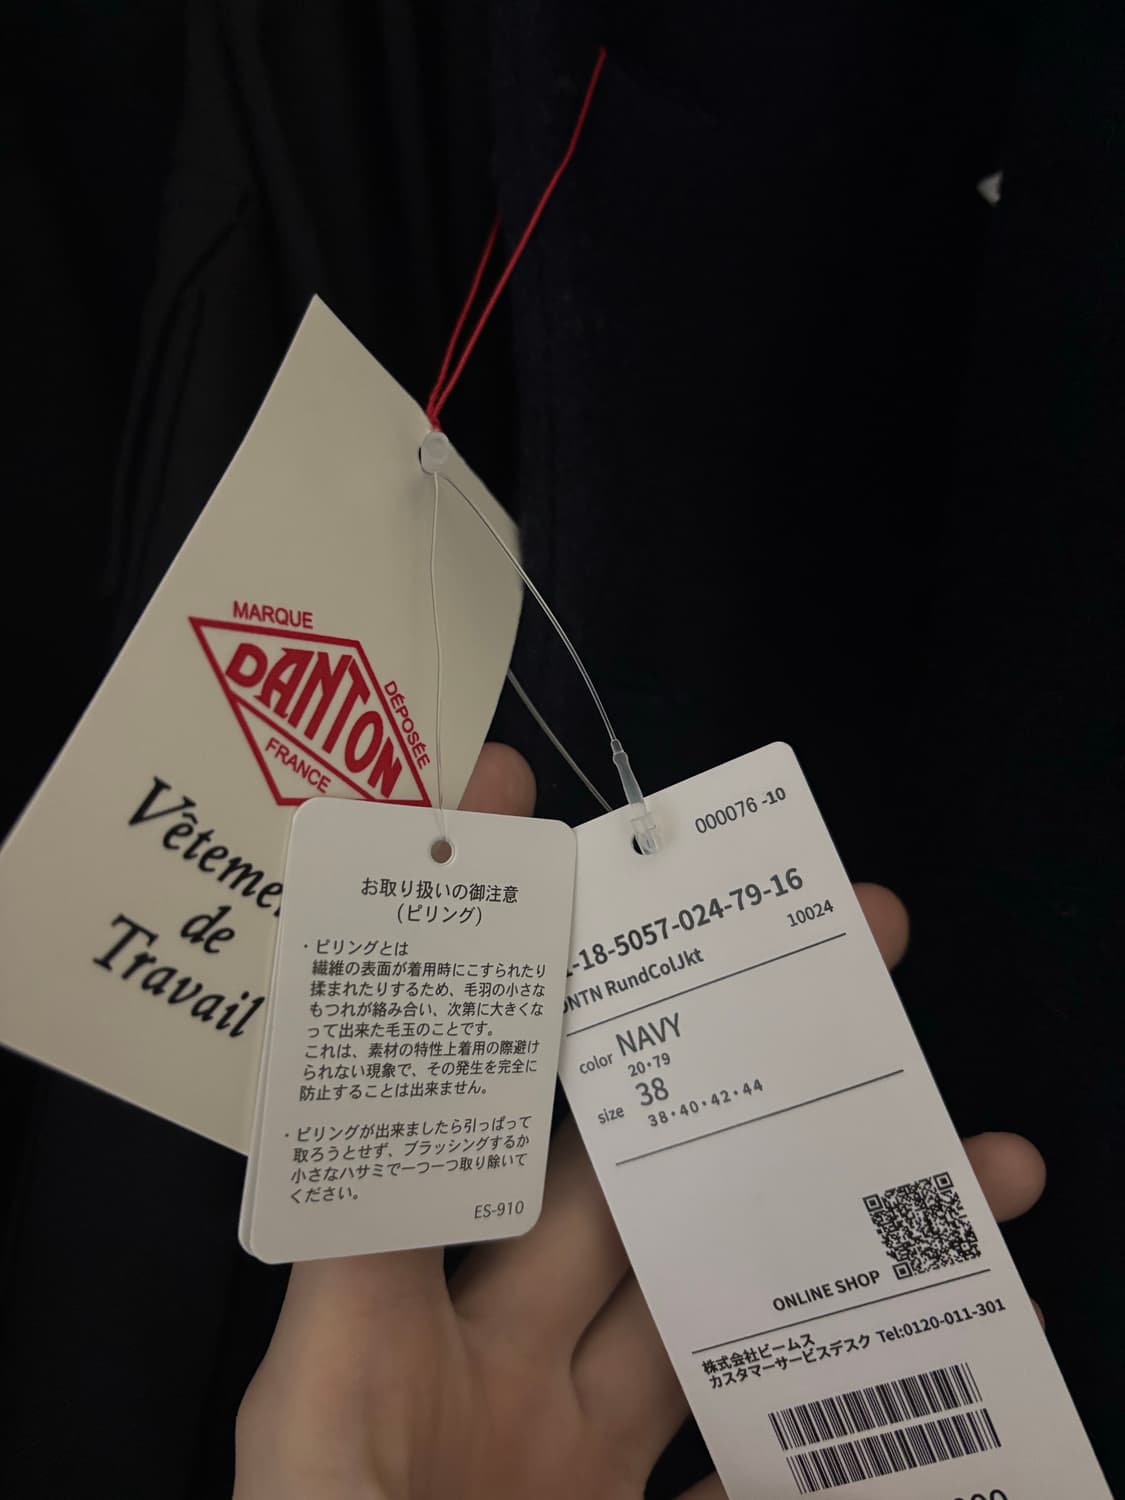 MARQUE
DANTON
DÉPOSÉE
FRANCE
de
Travail
お取り扱いの御注意
(ピリング)
・ピリングとは
繊維の表面が着用時にこすられたり
揉まれたりするため、毛羽の小さな
もつれが絡み合い、次第に大きくな
って出来た毛玉のことです。
これは、素材の特性上着用の際避け
られない現象で、その発生を完全に
防止することは出来ません。
・ピリングが出来ましたら引っぱって
取ろうとせず、ブラッシングするか
小さなハサミで一つ一つ取り除いて
ください。
ES-910
000076 -10
-18-5057-024-79-16
10024
RundColJkt
color NAVY
20・79
size 38
38・40・42・44
ONLINE SHOP
株式会社ビームス
カスタマーサービスデスク Tel:0120-011-301